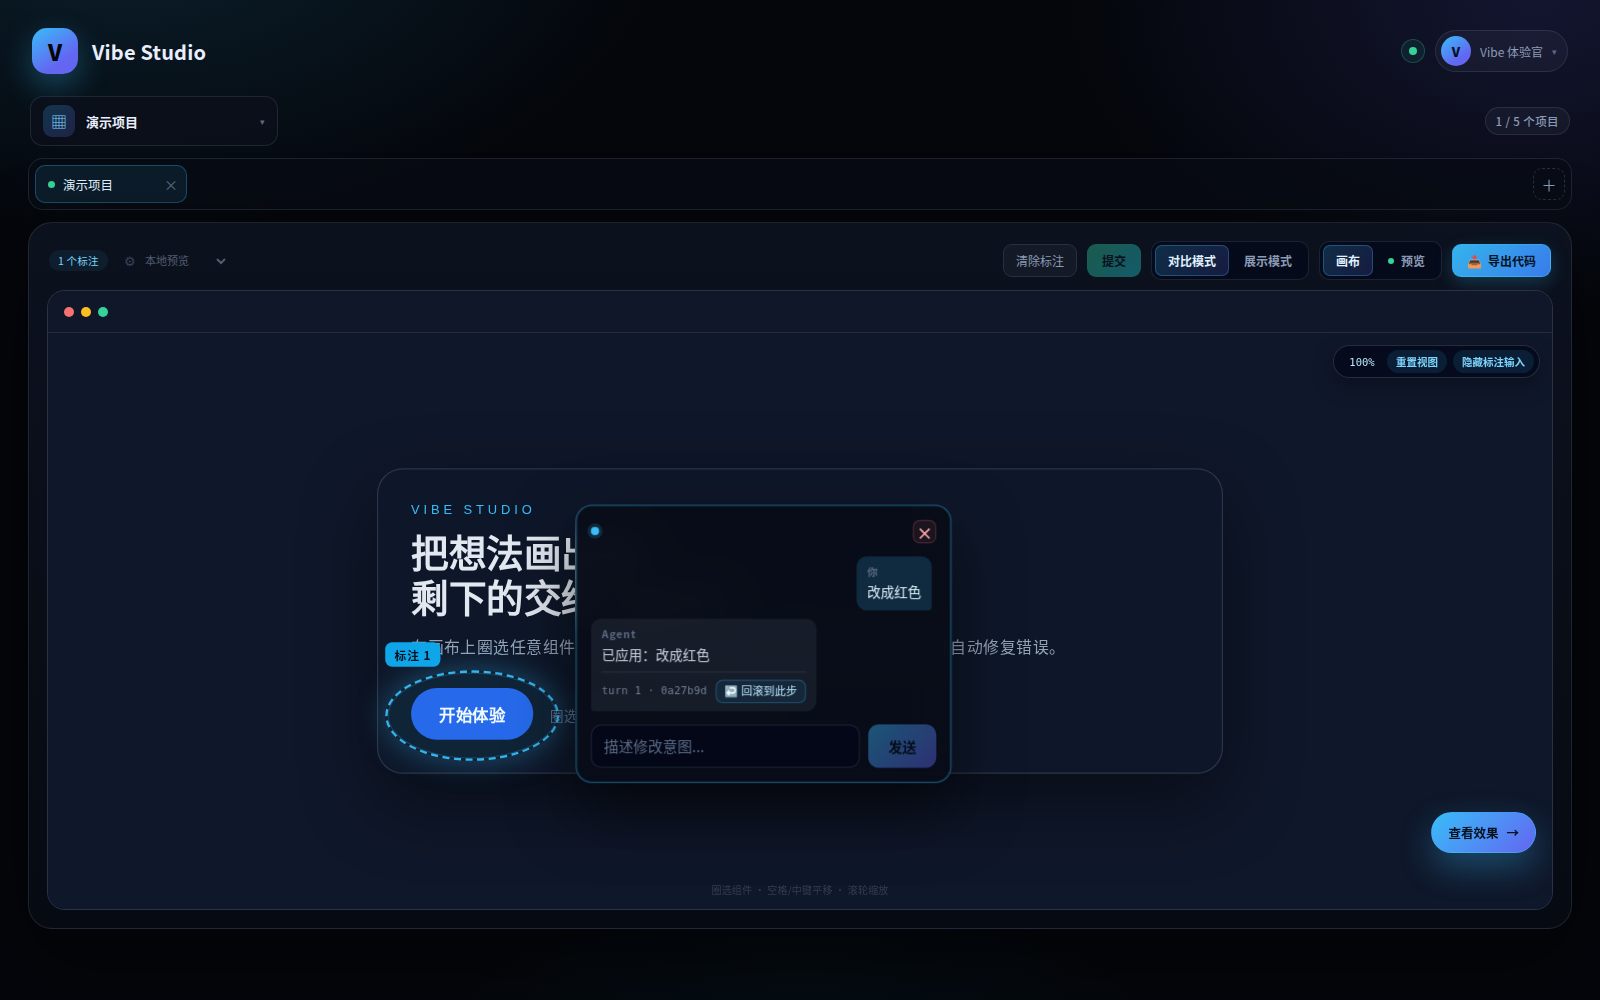 V
Vibe Studio
V
Vibe 体验官
演示项目
1 / 5 个项目
演示项目
1 个标注
本地预览
清除标注
提交
对比模式
展示模式
画布
预览
导出代码
100%
重置视图
隐藏标注输入
VIBE STUDIO
把想法画
剩下的交
画布上圈选任意组件
自动修复错误。
标注 1
开始体验
圈选
你
改成红色
Agent
已应用：改成红色
turn 1 · 0a27b9d
回滚到此步
描述修改意图...
发送
查看效果 →
圈选组件 · 空格/中键平移 · 滚轮缩放